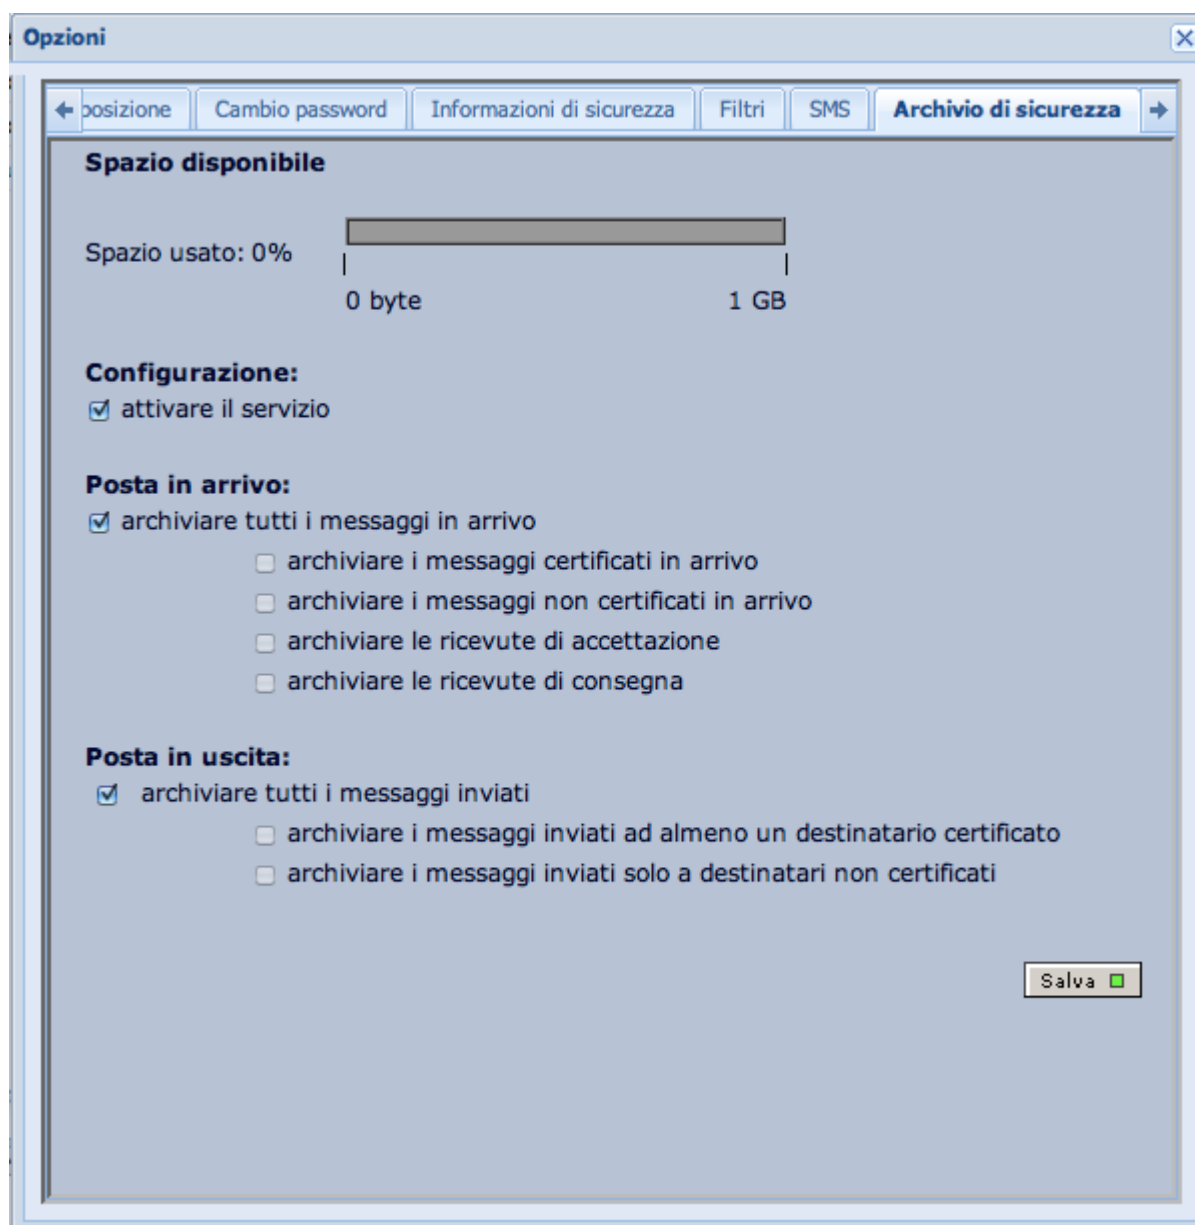 Opzioni
posizione Cambio password Informazioni di sicurezza Filtri SMS Archivio di sicurezza
Spazio disponibile
Spazio usato: 0%
0 byte 1 GB
Configurazione:
attivare il servizio
Posta in arrivo:
archiviare tutti i messaggi in arrivo
archiviare i messaggi certificati in arrivo
archiviare i messaggi non certificati in arrivo
archiviare le ricevute di accettazione
archiviare le ricevute di consegna
Posta in uscita:
archiviare tutti i messaggi inviati
archiviare i messaggi inviati ad almeno un destinatario certificato
archiviare i messaggi inviati solo a destinatari non certificati
Salva